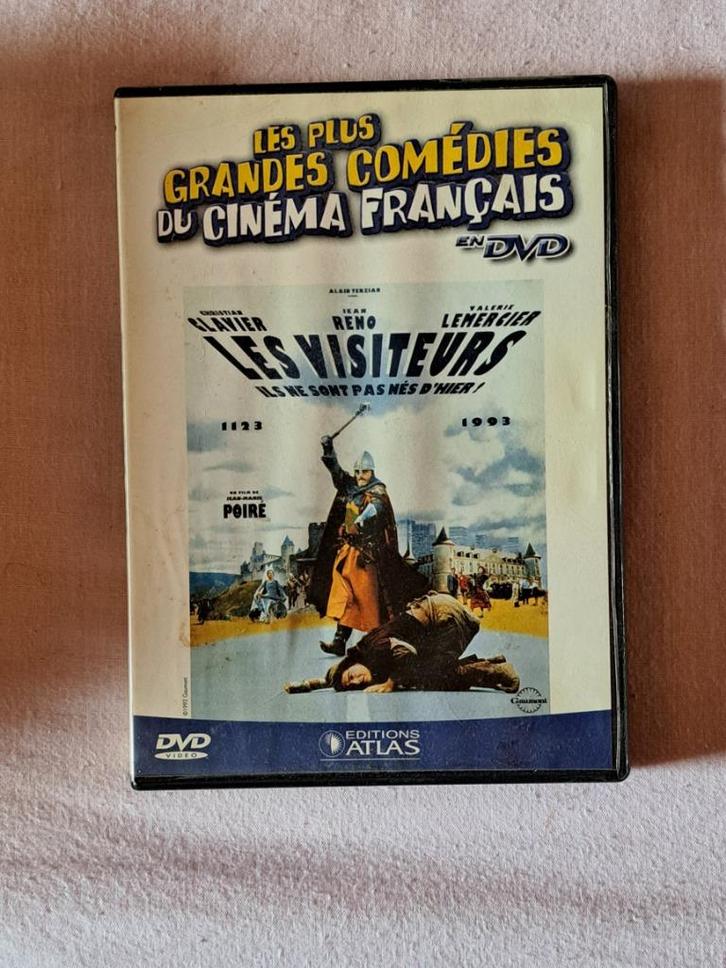 LES PLUS
GRANDES COMÉDIES
DU CINÉMA FRANÇAIS
EN DVD
ALAIN TERZIAN
CHRISTIAN CLAVIER
JEAN RENO
VALERIE LEMERCIER
LES VISITEURS
ILS NE SONT PAS NÉS D'HIER !
1123
1993
UN FILM DE
JEAN-MARIE
POIRÉ
©1992 Gaumont
Gaumont
DVD
VIDEO
EDITIONS
ATLAS